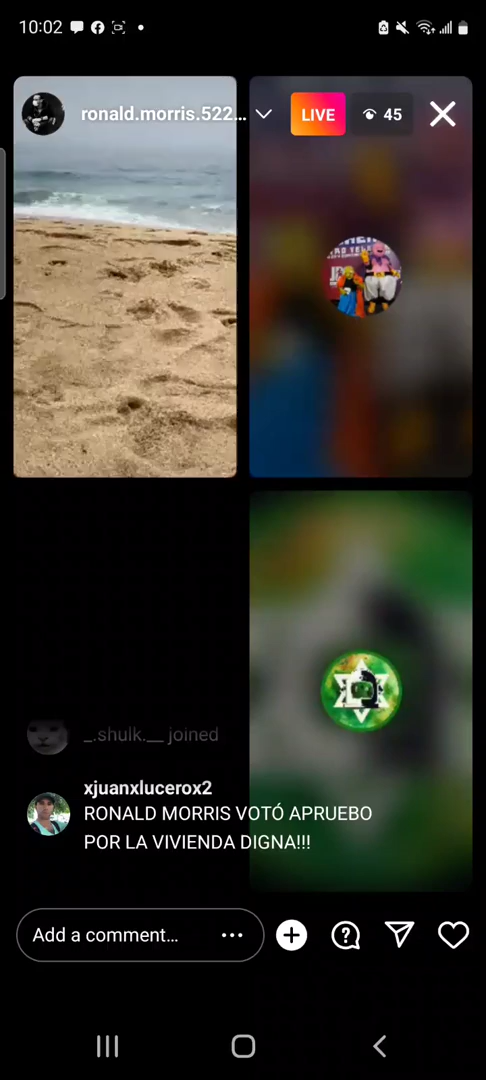 10:02
ronald.morris.522...
LIVE
45
_.shulk.__ joined
xjuanxlucerox2
RONALD MORRIS VOTÓ APRUEBO
POR LA VIVIENDA DIGNA!!!
Add a comment...